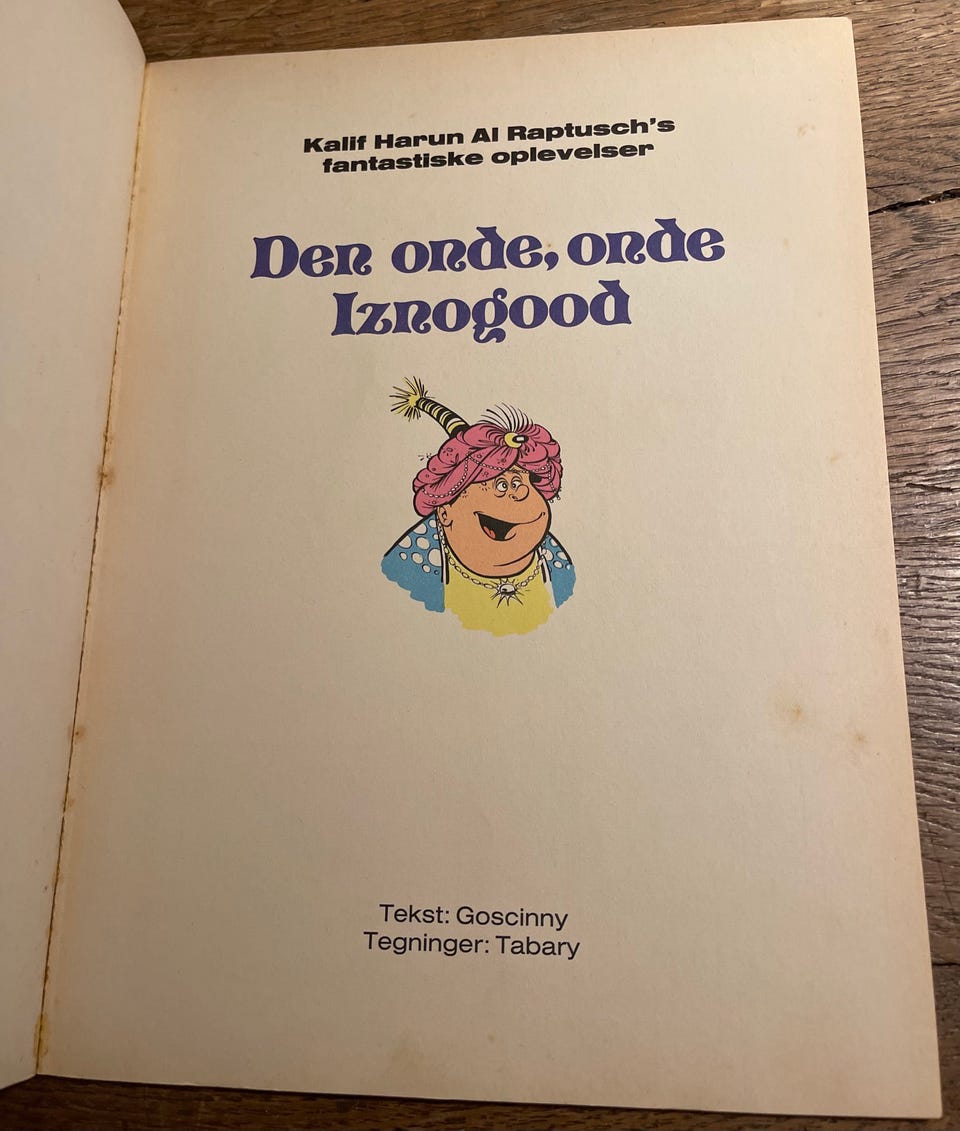 Kalif Harun Al Raptusch's
fantastiske oplevelser
Den onde, onde
Iznogood
Tekst: Goscinny
Tegninger: Tabary